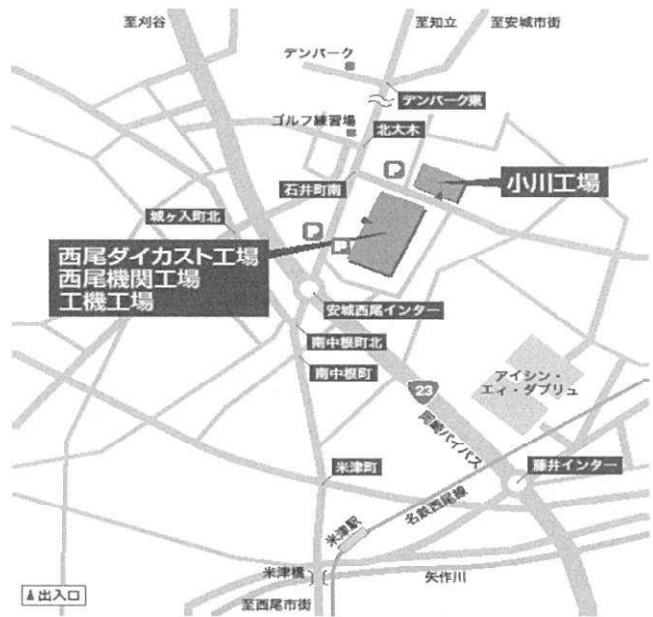 至刈谷
至知立
至安城市街
デンパーク
デンパーク東
ゴルフ練習場
北大木
P
小川工場
石井町南
城ヶ入町北
P
P
西尾ダイカスト工場
西尾機関工場
工機工場
安城西尾インター
南中根町北
南中根町
アイシン・
エィ・ダブリュ
23
岡崎バイパス
米津町
藤井インター
名鉄西尾線
米津駅
米津橋
矢作川
出入口
至西尾市街